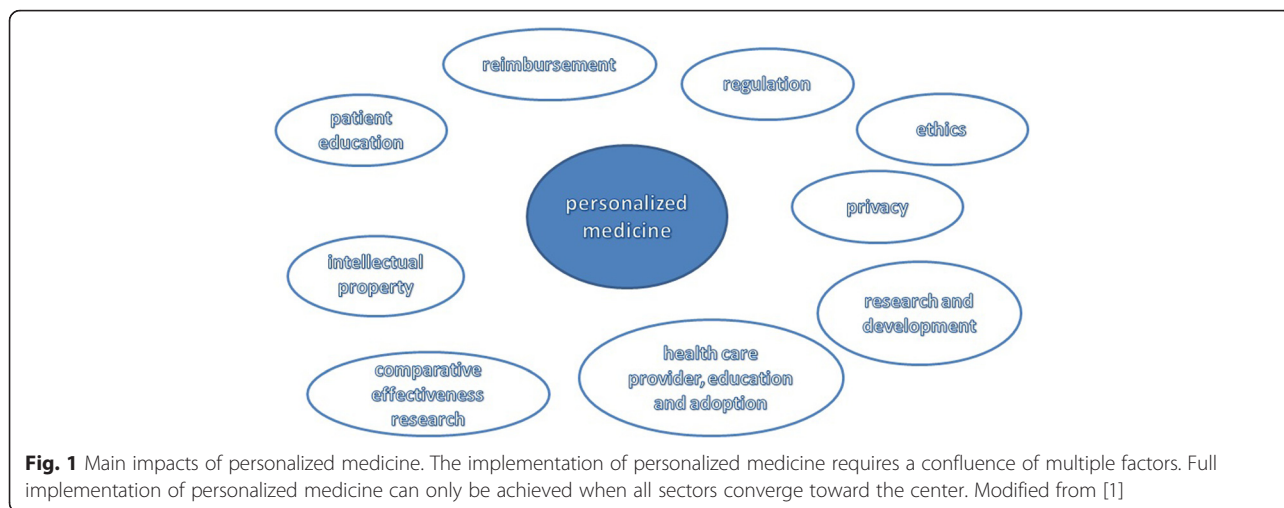 reimbursement
regulation
patient
education
ethics
personalized
medicine
privacy
intellectual
property
research and
development
health care
provider, education
and adoption
comparative
effectiveness
research
Fig. 1 Main impacts of personalized medicine. The implementation of personalized medicine requires a confluence of multiple factors. Full
implementation of personalized medicine can only be achieved when all sectors converge toward the center. Modified from [1]